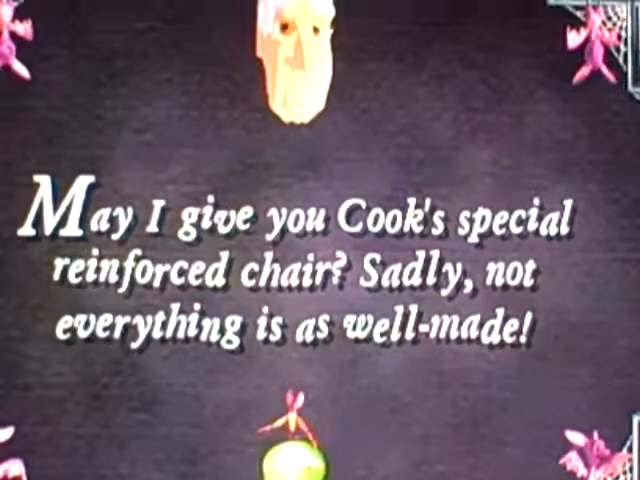 May I give you Cook's special
reinforced chair? Sadly, not
everything is as well-made!